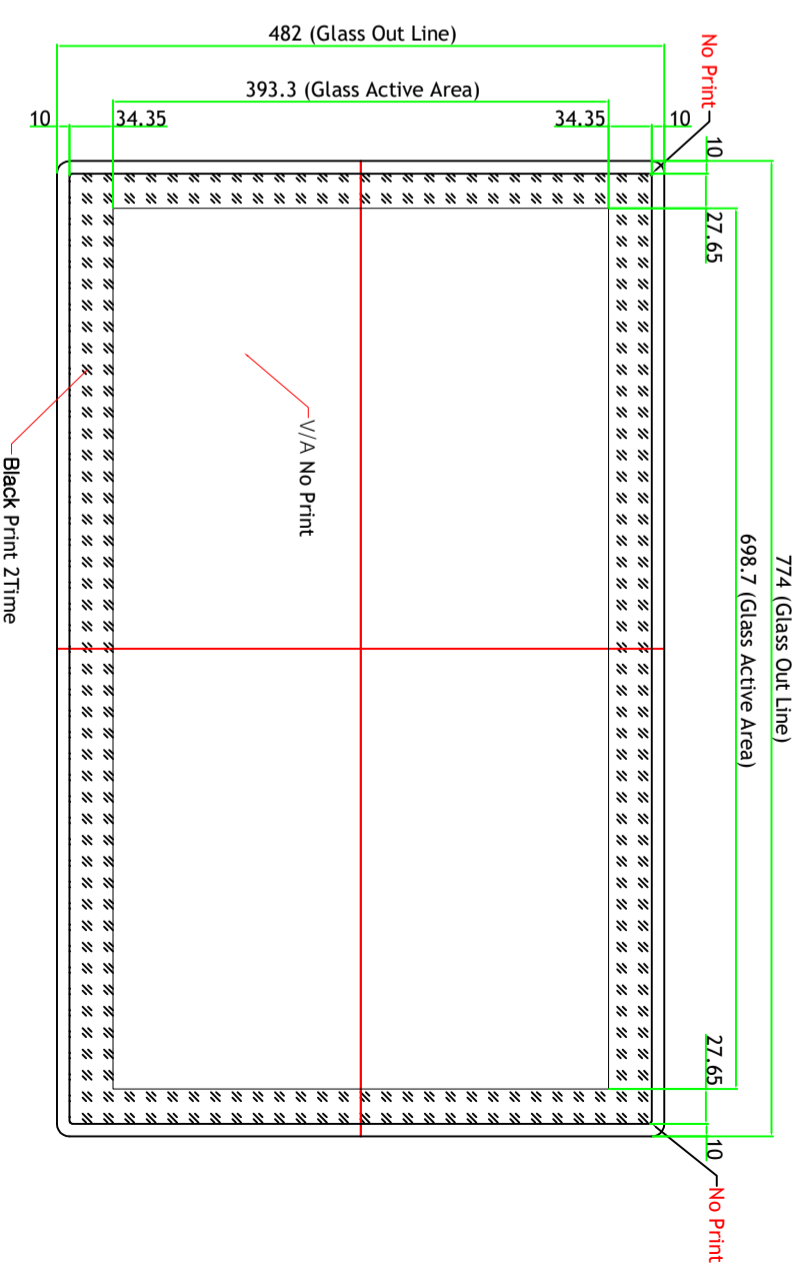 482 (Glass Out Line)
No Print
393.3 (Glass Active Area)
10
34.35
34.35
10
10
27.65
V/A No Print
Black Print 2Time
698.7 (Glass Active Area)
774 (Glass Out Line)
27.65
10
No Print